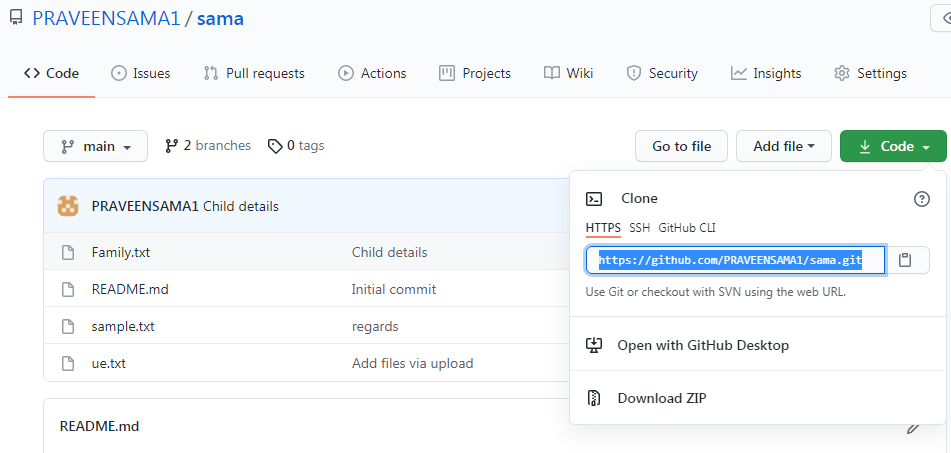 PRAVEENSAMA1 / sama
Code Issues Pull requests Actions Projects Wiki Security Insights Settings
main 2 branches 0 tags Go to file Add file Code
PRAVEENSAMA1 Child details
Family.txt Child details
README.md Initial commit
sample.txt regards
ue.txt Add files via upload
README.md
Clone
HTTPS SSH GitHub CLI
https://github.com/PRAVEENSAMA1/sama.git
Use Git or checkout with SVN using the web URL.
Open with GitHub Desktop
Download ZIP